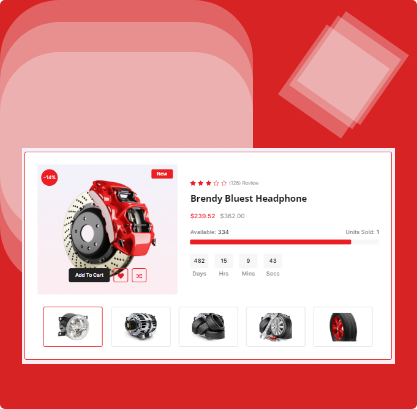 -14%
New
Add To Cart
(126) Review
Brendy Bluest Headphone
$239.52 $362.00
Available: 334 Units Sold: 1
482 15 9 43
Days Hrs Mins Secs